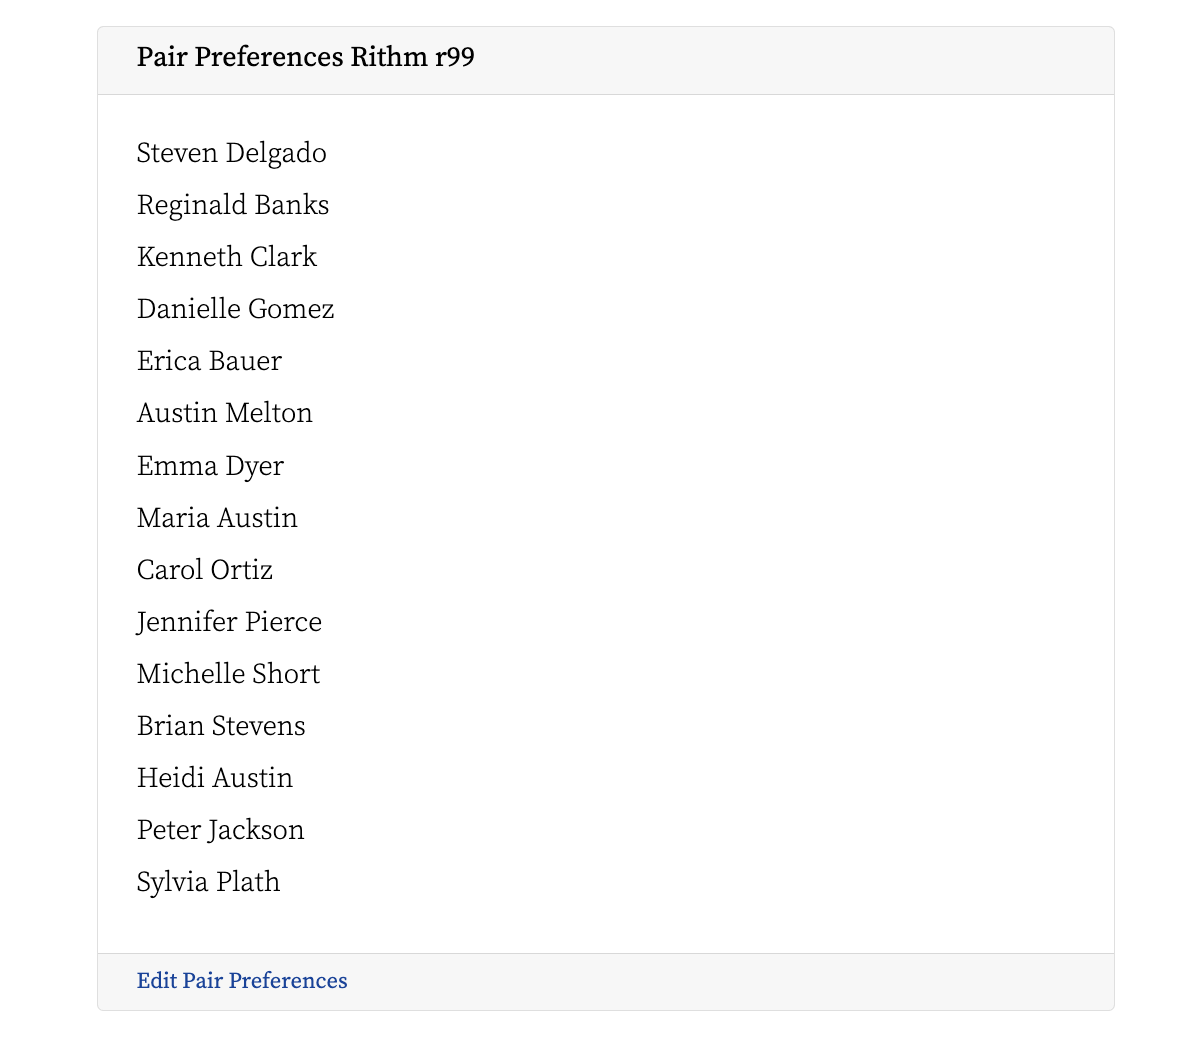 Pair Preferences Rithm r99
Steven Delgado
Reginald Banks
Kenneth Clark
Danielle Gomez
Erica Bauer
Austin Melton
Emma Dyer
Maria Austin
Carol Ortiz
Jennifer Pierce
Michelle Short
Brian Stevens
Heidi Austin
Peter Jackson
Sylvia Plath
Edit Pair Preferences